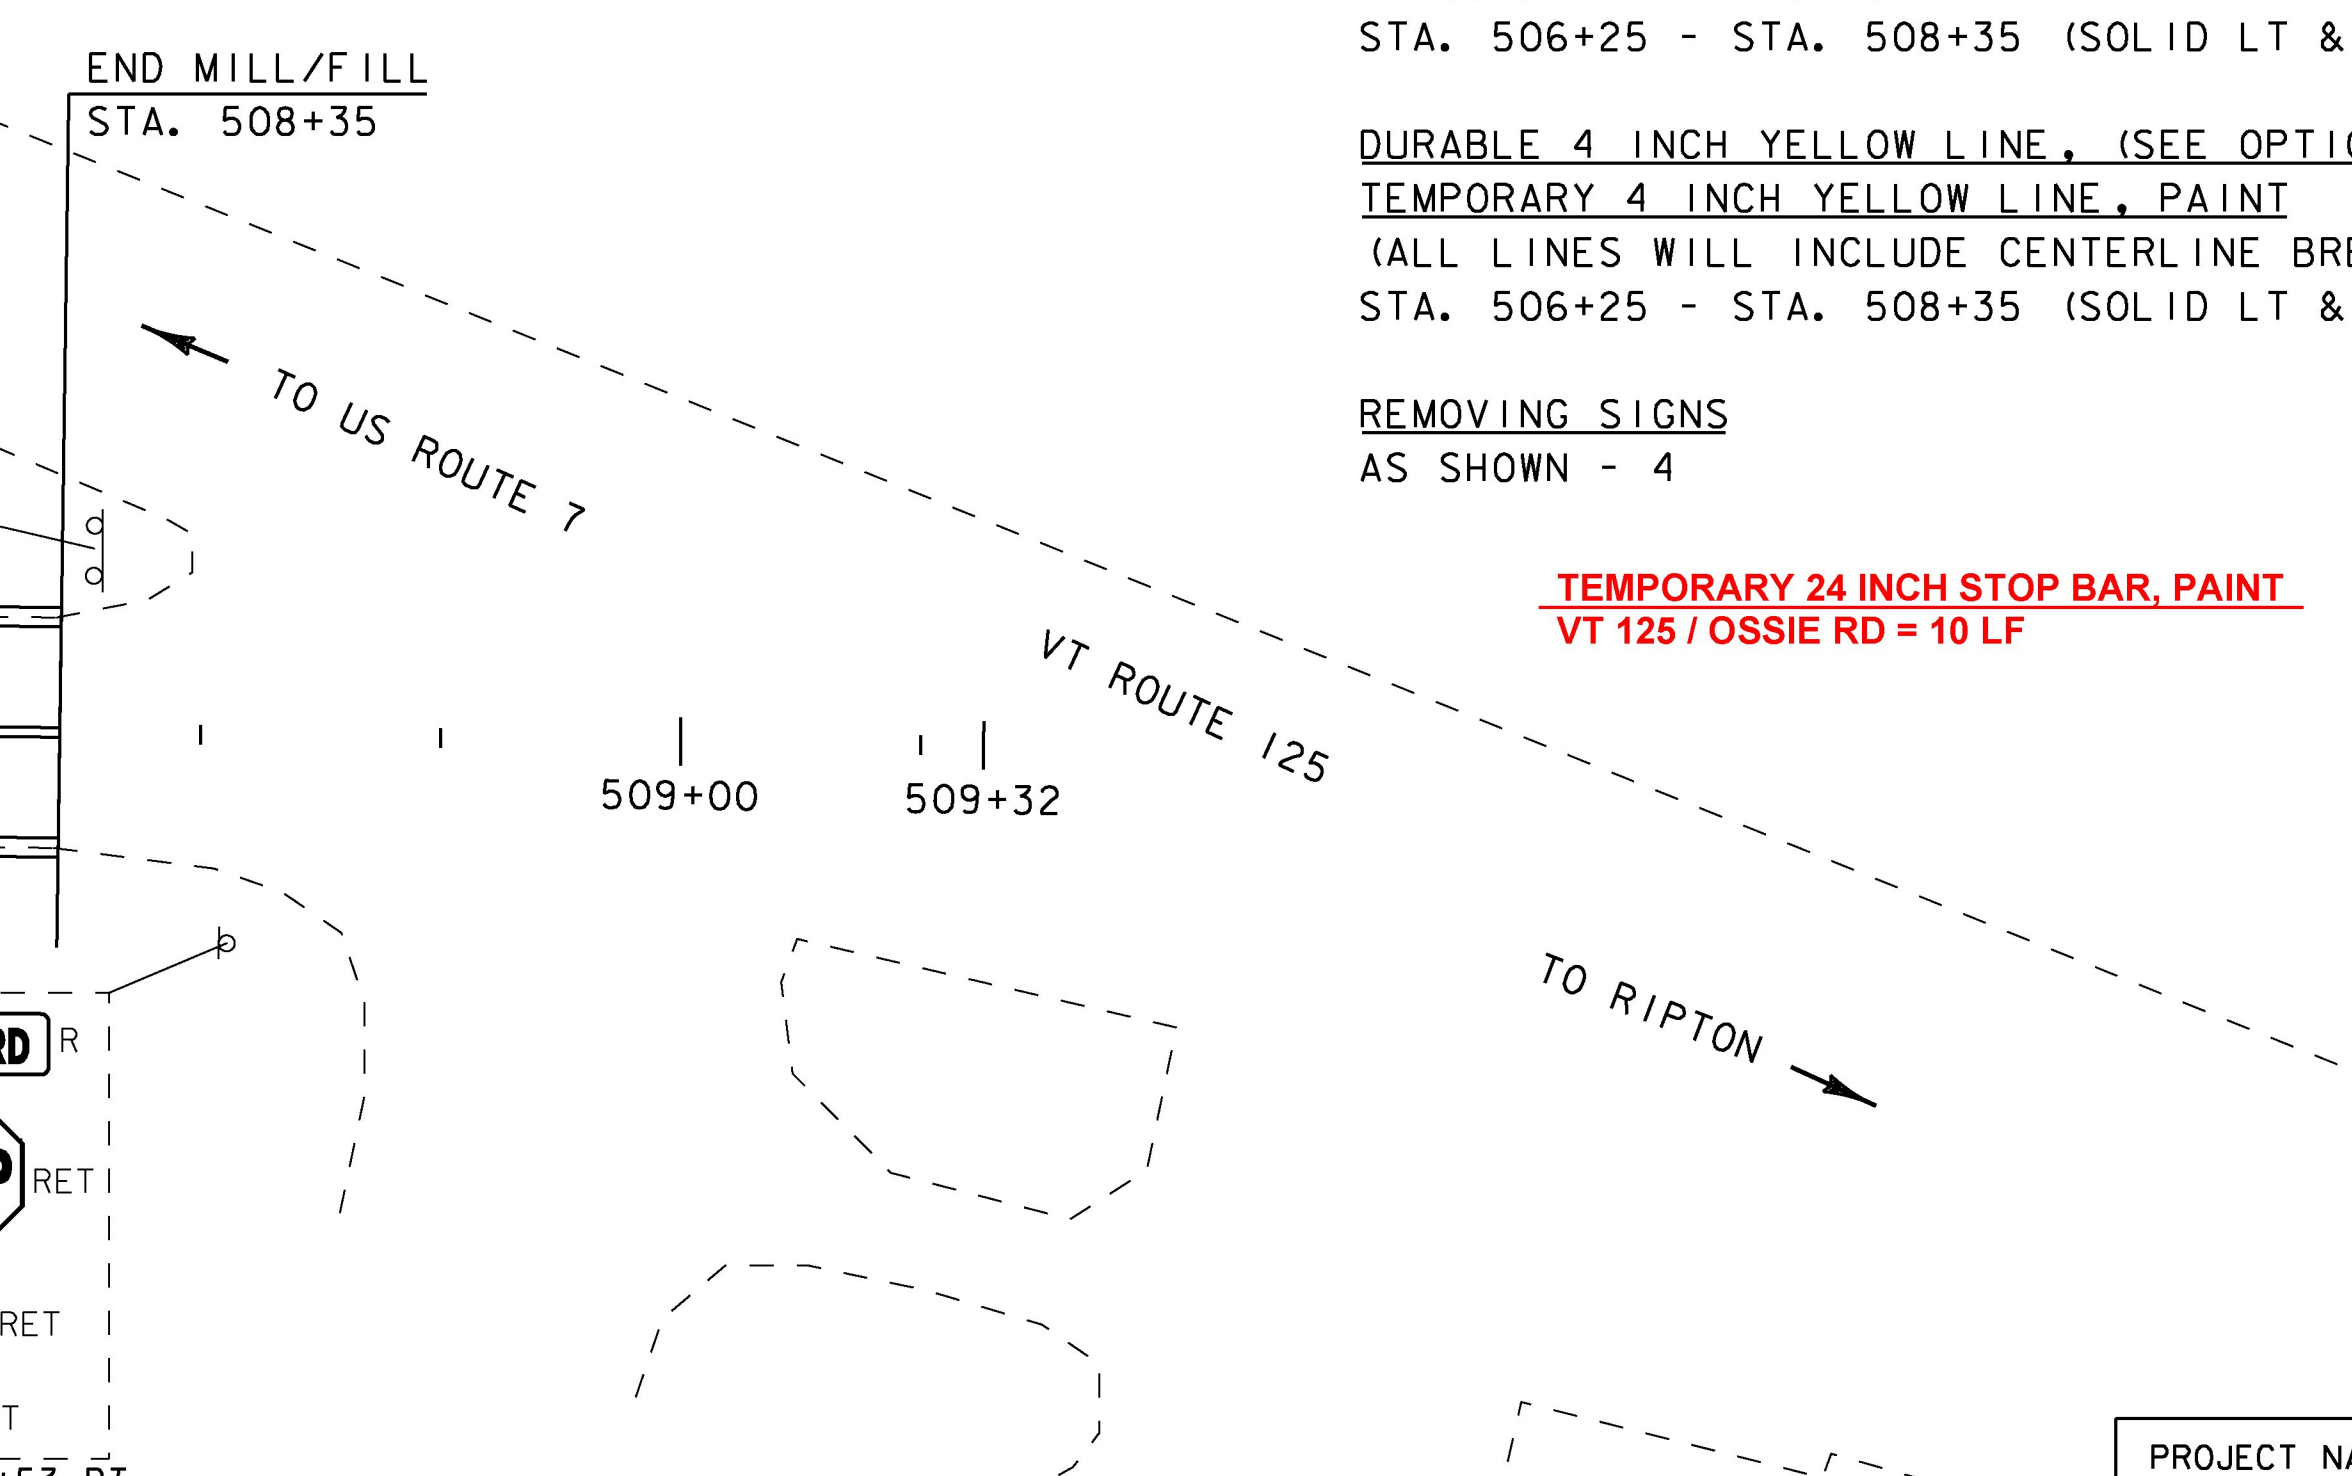 END MILL/FILL
STA. 508+35
STA. 506+25 - STA. 508+35 (SOLID LT &
DURABLE 4 INCH YELLOW LINE, (SEE
TEMPORARY 4 INCH YELLOW LINE, PAINT
(ALL LINES WILL INCLUDE CENTERLINE
STA. 506+25 - STA. 508+35 (SOLID LT &
REMOVING SIGNS
AS SHOWN - 4
TEMPORARY 24 INCH STOP BAR, PAINT
VT 125 / OSSIE RD = 10 LF
TO US ROUTE 7
VT ROUTE 125
509+00
509+32
TO RIPTON
RD R
RET
RET
PROJECT